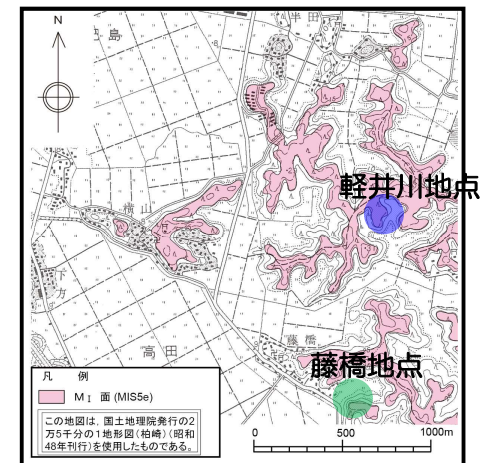 N
半田
島
軽井川地点
横山
下方
藤橋
高田
藤橋地点
凡 例
MⅠ 面 (MIS5e)
この地図は，国土地理院発行の2
万5千分の1地形図（柏崎）（昭和
48年刊行）を使用したものである。
0 500 1000m